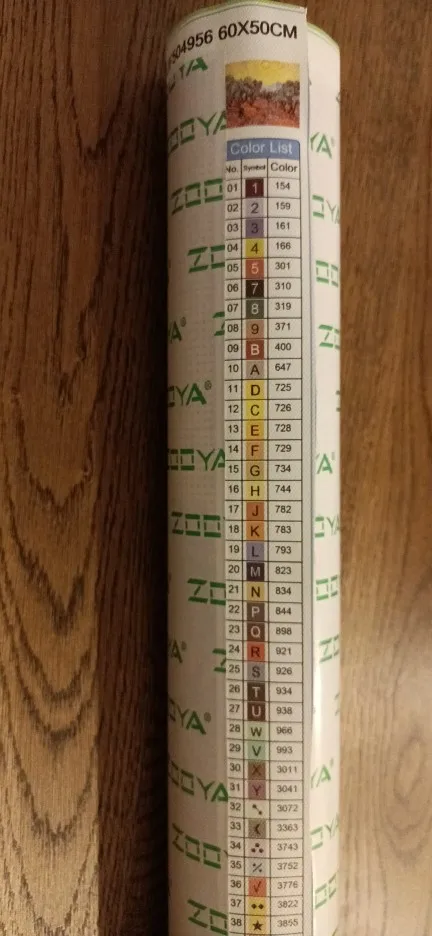 504956 60X50CM
Color List
No. Symbol Color
01 1 154
02 2 159
03 3 161
04 4 166
05 5 301
06 7 310
07 8 319
08 9 371
09 B 400
10 A 647
11 D 725
12 C 726
13 E 728
14 F 729
15 G 734
16 H 744
17 J 782
18 K 783
19 L 793
20 M 823
21 N 834
22 P 844
23 Q 898
24 R 921
25 S 926
26 T 934
27 U 938
28 W 966
29 V 993
30 X 3011
31 Y 3041
32 3072
33 ☾ 3363
34 3743
35 ⁒ 3752
36 √ 3776
37 ◆◆ 3822
38 ★ 3855
ZOOYA®